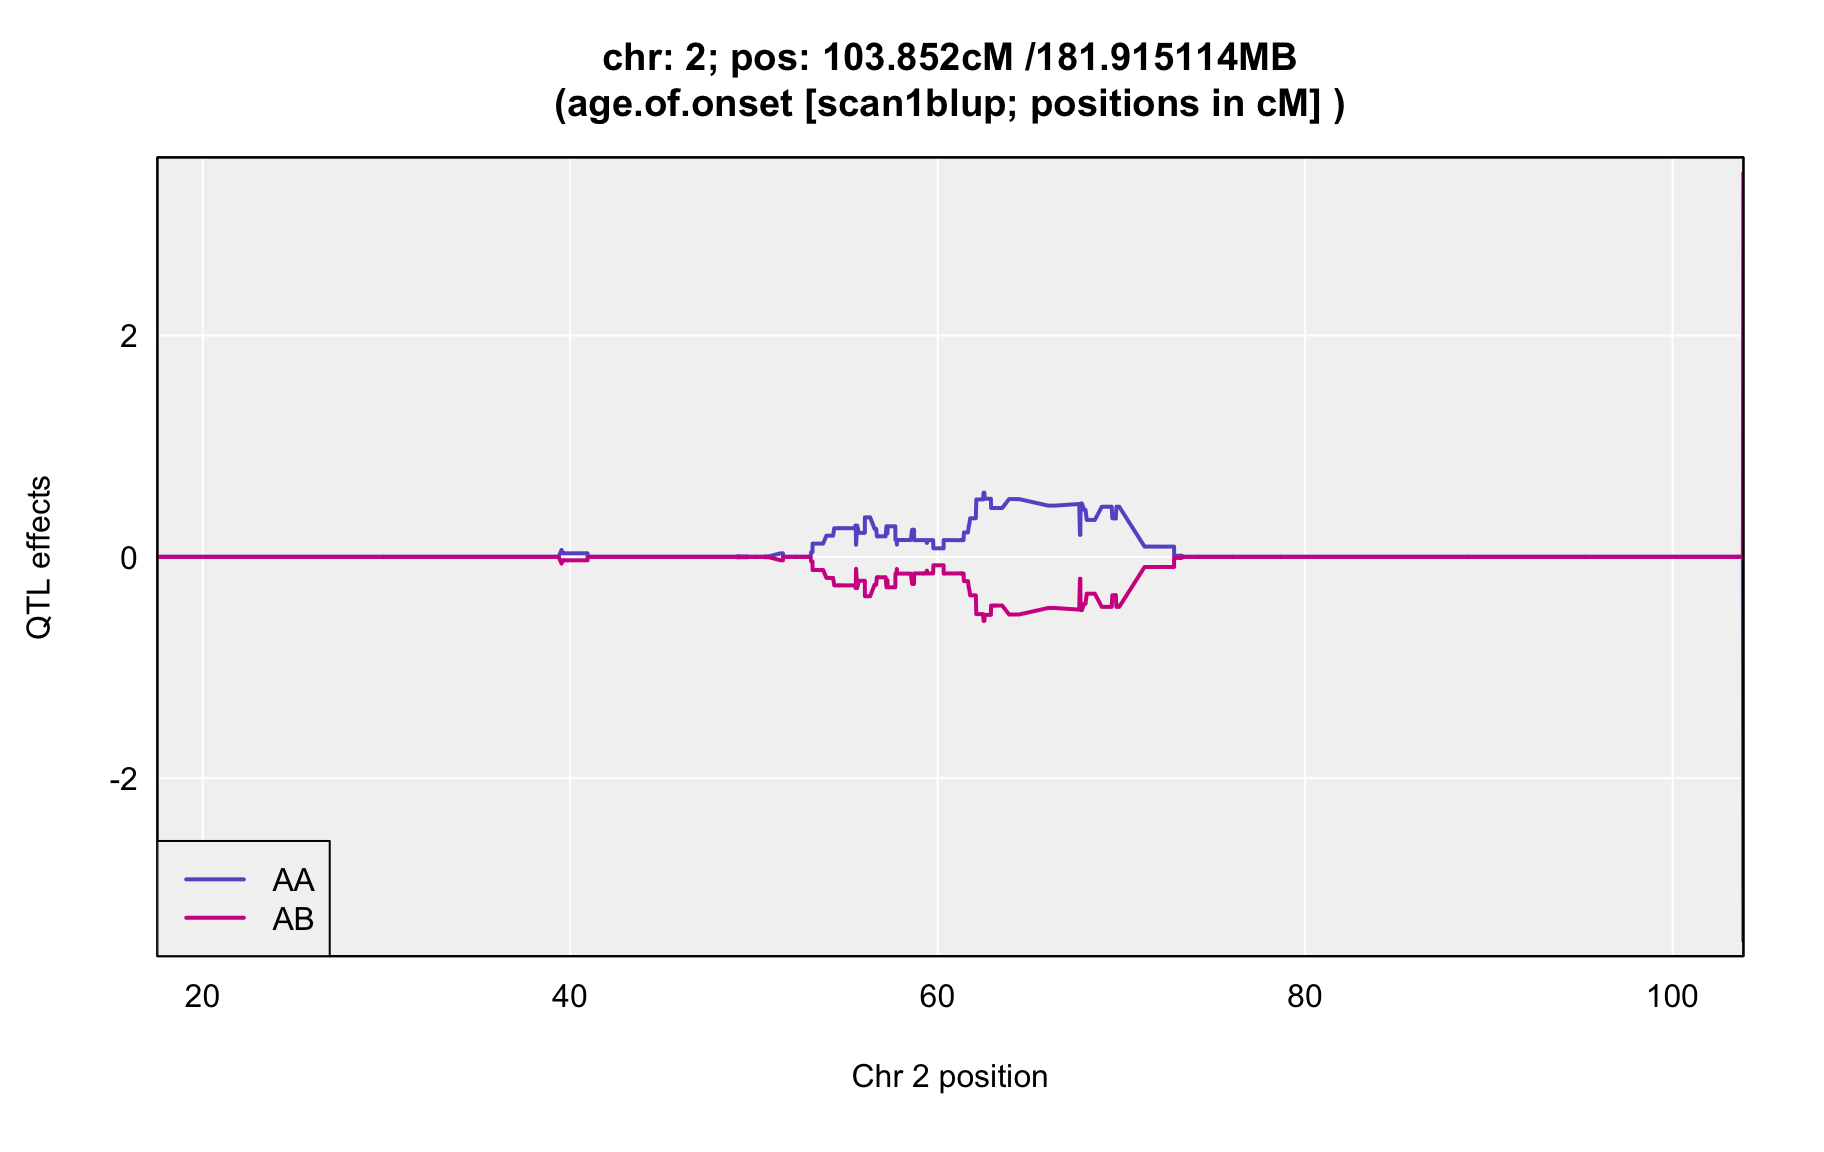 chr: 2; pos: 103.852cM /181.915114MB
(age.of.onset [scan1blup; positions in cM] )
QTL effects
2
0
-2
AA
AB
20 40 60 80 100
Chr 2 position